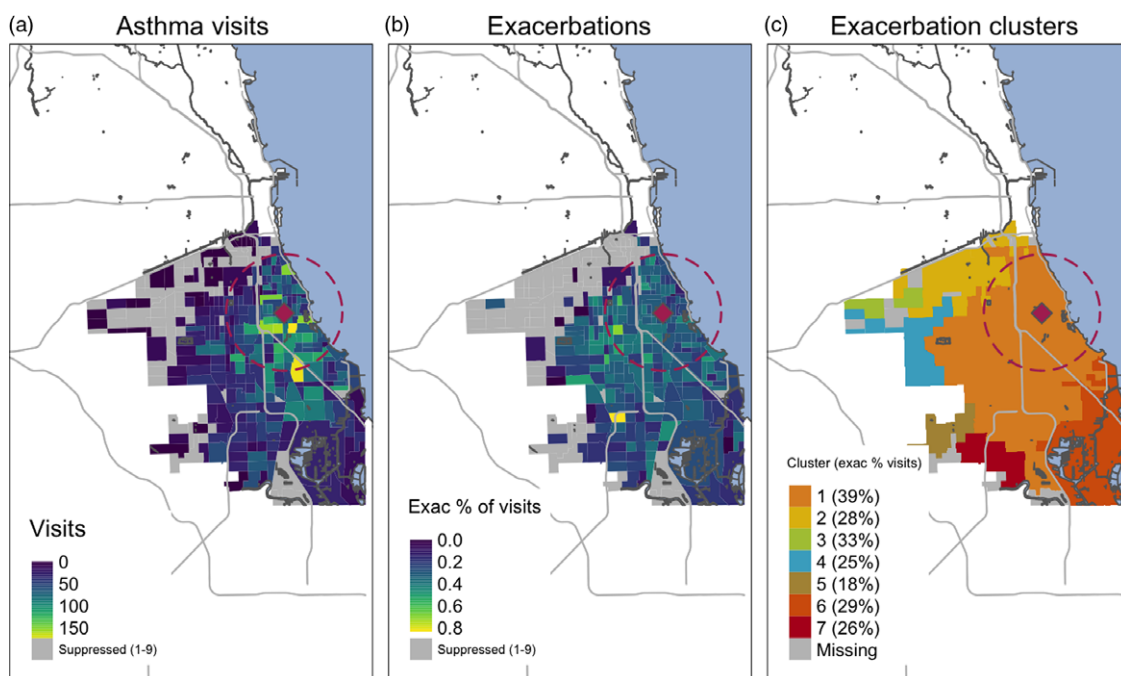 (a)
Asthma visits
(b)
Exacerbations
(c)
Exacerbation clusters
Visits
0
50
100
150
Suppressed (1-9)
Exac % of visits
0.0
0.2
0.4
0.6
0.8
Suppressed (1-9)
Cluster (exac % visits)
1 (39%)
2 (28%)
3 (33%)
4 (25%)
5 (18%)
6 (29%)
7 (26%)
Missing